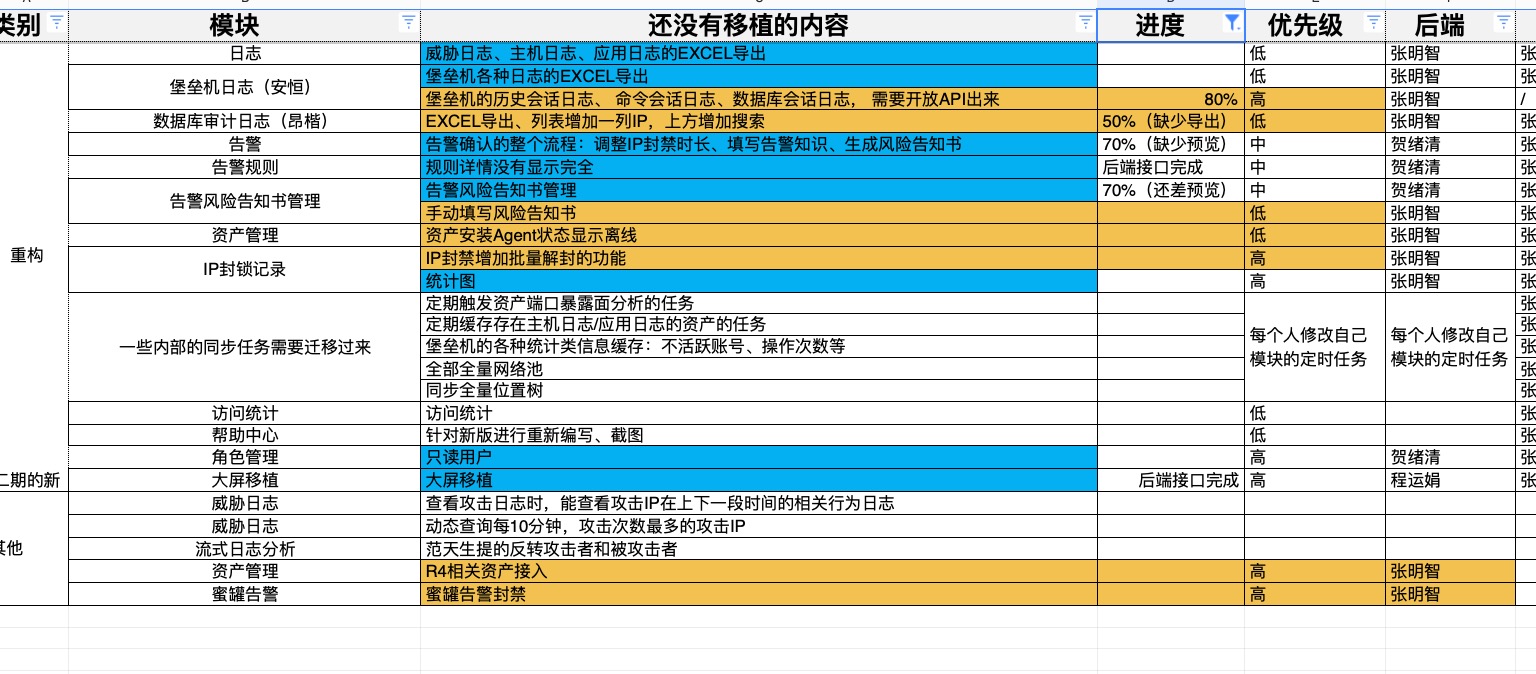 类别 模块 还没有移植的内容 进度 优先级 后端
日志 威胁日志、主机日志、应用日志的EXCEL导出 低 张明智 张
堡垒机日志（安恒） 堡垒机各种日志的EXCEL导出 低 张明智 张
堡垒机的历史会话日志、 命令会话日志、数据库会话日志， 需要开放API出来 80% 高 张明智 /
数据库审计日志（昂楷） EXCEL导出、列表增加一列IP，上方增加搜索 50%（缺少导出） 低 张明智 张
告警 告警确认的整个流程：调整IP封禁时长、填写告警知识、生成风险告知书 70%（缺少预览） 中 贺绪清 张
告警规则 规则详情没有显示完全 后端接口完成 中 贺绪清 张
告警风险告知书管理 告警风险告知书管理 70%（还差预览） 中 贺绪清 张
手动填写风险告知书 低 张明智 张
资产管理 资产安装Agent状态显示离线 低 张明智 张
重构
IP封锁记录 IP封禁增加批量解封的功能 高 张明智 张
统计图 高 张明智 张
一些内部的同步任务需要迁移过来 定期触发资产端口暴露面分析的任务 张
定期缓存存在主机日志/应用日志的资产的任务 张
每个人修改自己 每个人修改自己
堡垒机的各种统计类信息缓存：不活跃账号、操作次数等 张
模块的定时任务 模块的定时任务
全部全量网络池 张
同步全量位置树 张
访问统计 访问统计 低 张
帮助中心 针对新版进行重新编写、截图 低 张
角色管理 只读用户 高 贺绪清 张
二期的新 大屏移植 大屏移植 后端接口完成 高 程运娟 张
威胁日志 查看攻击日志时，能查看攻击IP在上下一段时间的相关行为日志
威胁日志 动态查询每10分钟，攻击次数最多的攻击IP
其他 流式日志分析 范天生提的反转攻击者和被攻击者
资产管理 R4相关资产接入 高 张明智
蜜罐告警 蜜罐告警封禁 高 张明智